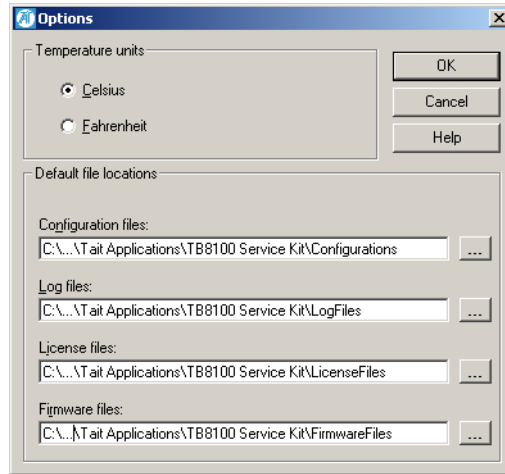 Options
Temperature units
Celsius
Fahrenheit
OK
Cancel
Help
Default file locations
Configuration files:
C:\...\Tait Applications\TB8100 Service Kit\Configurations
...
Log files:
C:\...\Tait Applications\TB8100 Service Kit\LogFiles
...
License files:
C:\...\Tait Applications\TB8100 Service Kit\LicenseFiles
...
Firmware files:
C:\...\Tait Applications\TB8100 Service Kit\FirmwareFiles
...